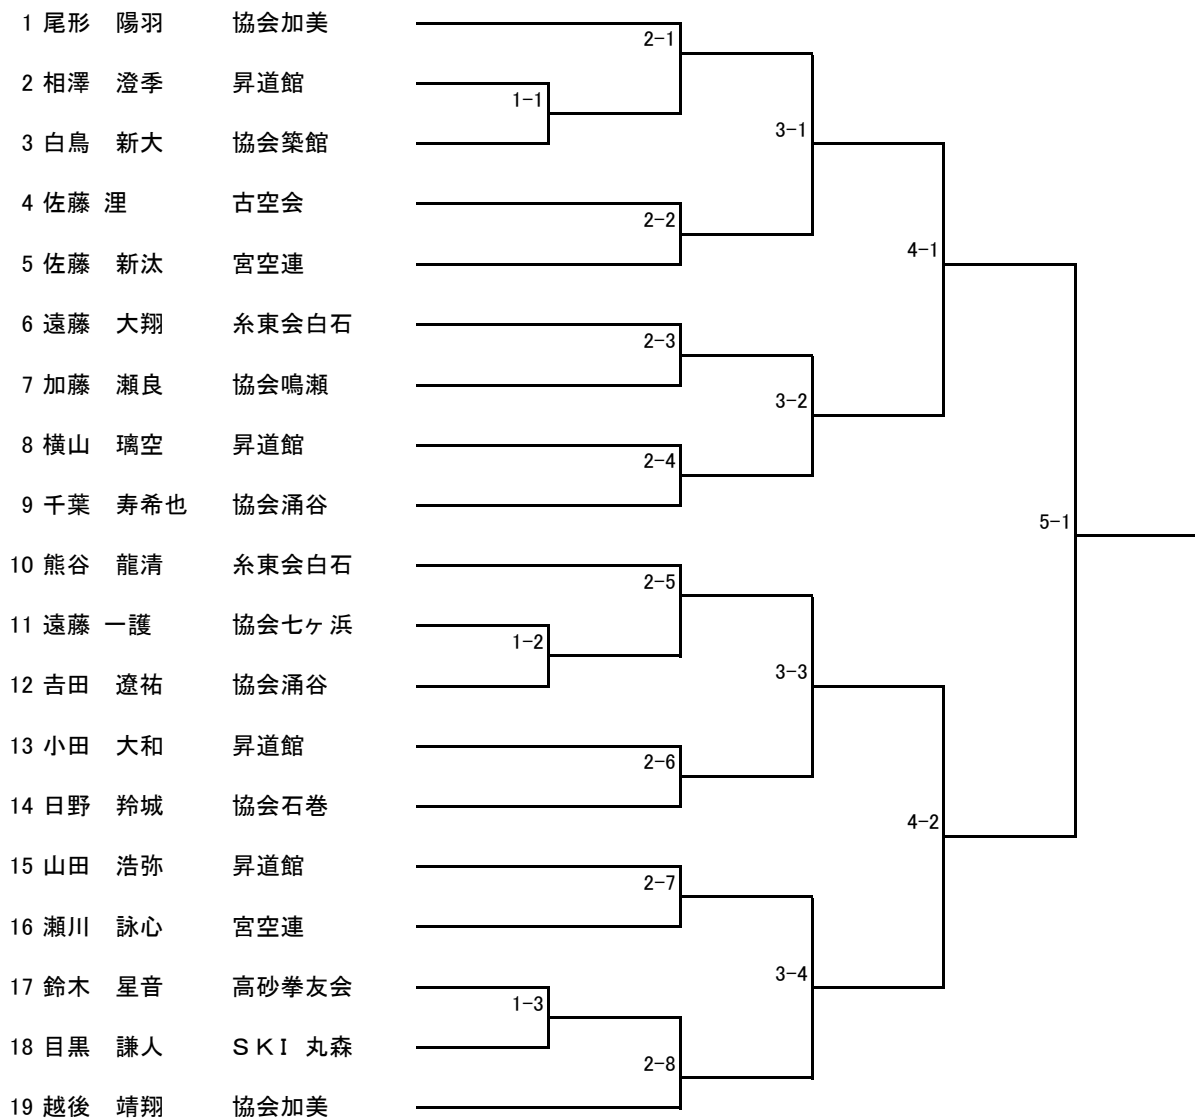 1 尾形　陽羽　協会加美
2-1
2 相澤　澄季　昇道館
1-1
3 白鳥　新大　協会築館
3-1
4 佐藤 浬　古空会
2-2
5 佐藤　新汰　宮空連
4-1
6 遠藤　大翔　糸東会白石
2-3
7 加藤　瀬良　協会鳴瀬
3-2
8 横山　璃空　昇道館
2-4
9 千葉　寿希也　協会涌谷
5-1
10 熊谷　龍清　糸東会白石
2-5
11 遠藤 一護　協会七ヶ浜
1-2
12 𠮷田　遼祐　協会涌谷
3-3
13 小田　大和　昇道館
2-6
14 日野　羚城　協会石巻
4-2
15 山田　浩弥　昇道館
2-7
16 瀬川　詠心　宮空連
3-4
17 鈴木　星音　高砂拳友会
1-3
18 目黒　謙人　ＳＫＩ 丸森
2-8
19 越後　靖翔　協会加美